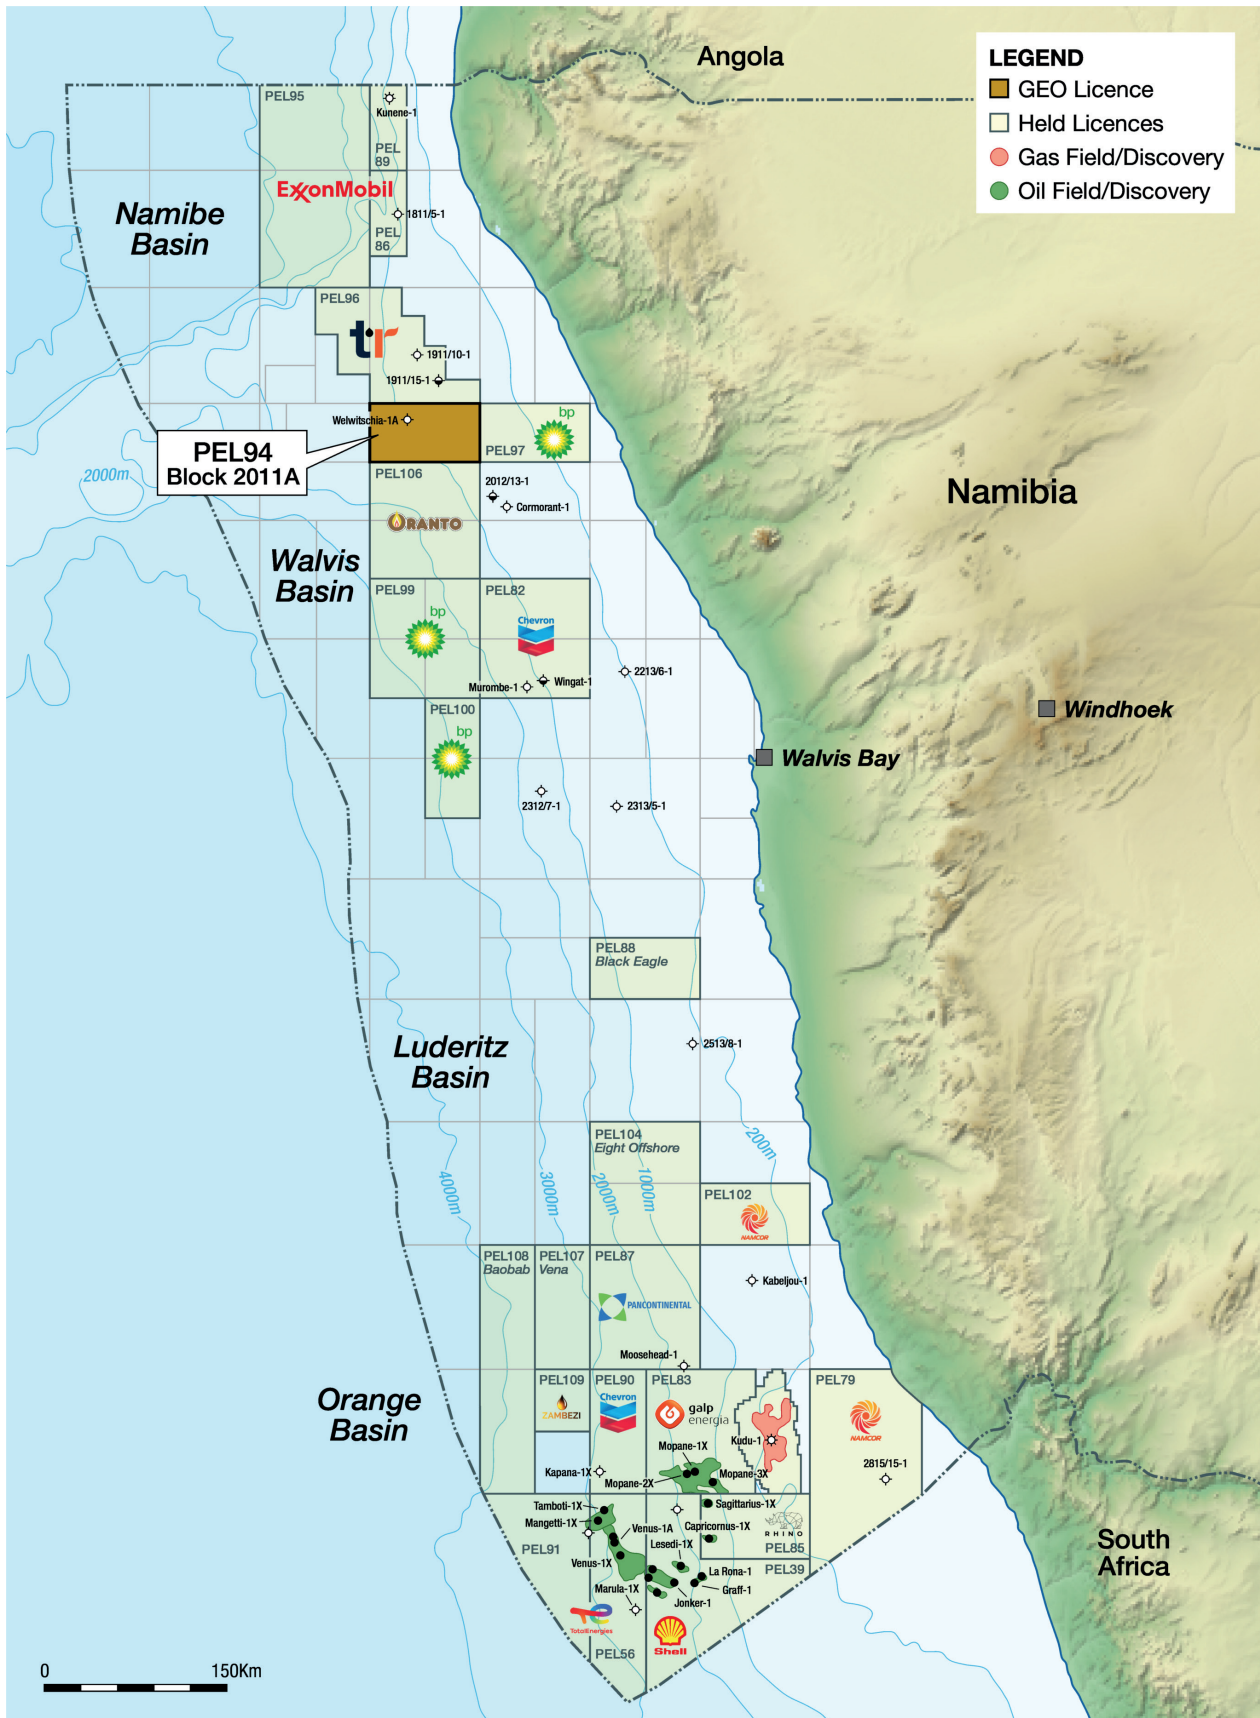 Angola
LEGEND
GEO Licence
Held Licences
Gas Field/Discovery
Oil Field/Discovery
PEL95
Kunene-1
PEL
89
ExxonMobil
1811/5-1
PEL
86
Namibe
Basin
PEL96
tr
1911/10-1
1911/15-1
Welwitschia-1A
bp
PEL97
PEL94
Block 2011A
2000m
PEL106
2012/13-1
Cormorant-1
ORANTO
Namibia
Walvis
Basin
PEL99
bp
PEL82
Chevron
2213/6-1
Murombe-1
Wingat-1
PEL100
bp
Windhoek
Walvis Bay
2312/7-1
2313/5-1
PEL88
Black Eagle
Luderitz
Basin
2513/8-1
PEL104
Eight Offshore
200m
4000m
3000m
2000m
1000m
PEL102
NAMCOR
PEL108
Baobab
PEL107
Vena
PEL87
Kabeljou-1
PANCONTINENTAL
Moosehead-1
Orange
Basin
PEL109
ZAMBEZI
PEL90
Chevron
PEL83
galp
energia
PEL79
NAMCOR
Kudu-1
Mopane-1X
Kapana-1X
Mopane-2X
Mopane-3X
2815/15-1
Tamboti-1X
Mangetti-1X
Sagittarius-1X
Venus-1A
Capricornus-1X
RHINO
PEL85
PEL91
Lesedi-1X
Venus-1X
PEL39
La Rona-1
Marula-1X
Graff-1
Jonker-1
TotalEnergies
Shell
PEL56
South
Africa
0
150Km